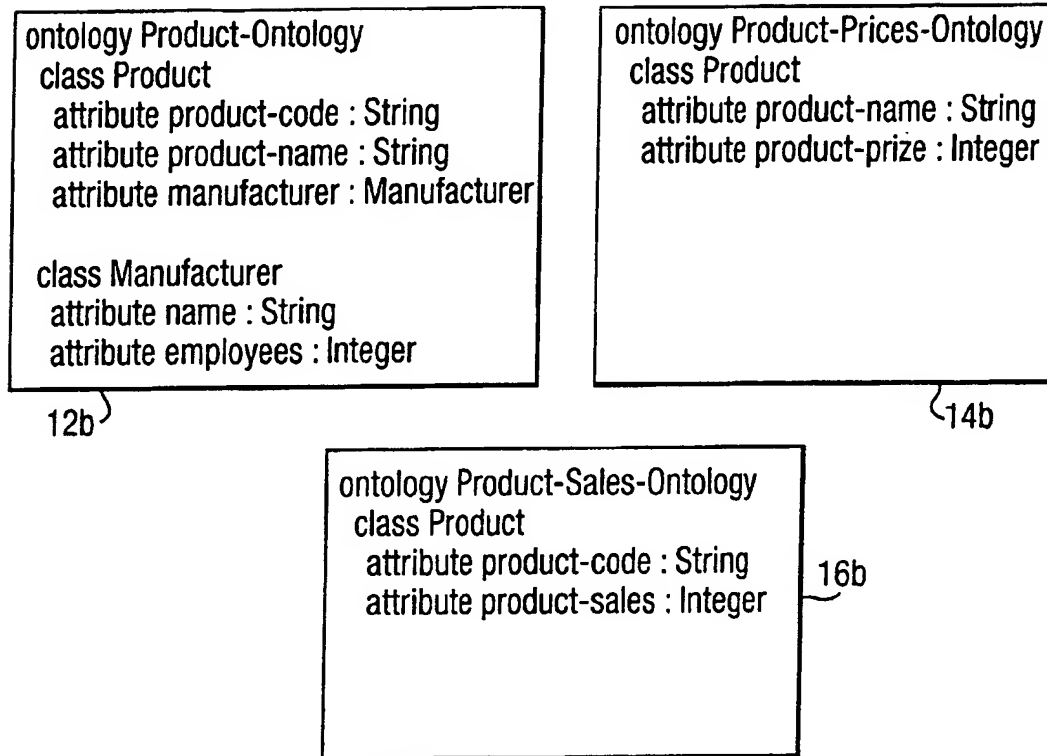 ontology Product-Ontology
class Product
attribute product-code : String
attribute product-name : String
attribute manufacturer : Manufacturer
class Manufacturer
attribute name : String
attribute employees : Integer
12b
ontology Product-Prices-Ontology
class Product
attribute product-name : String
attribute product-prize : Integer
14b
ontology Product-Sales-Ontology
class Product
attribute product-code : String
attribute product-sales : Integer
16b